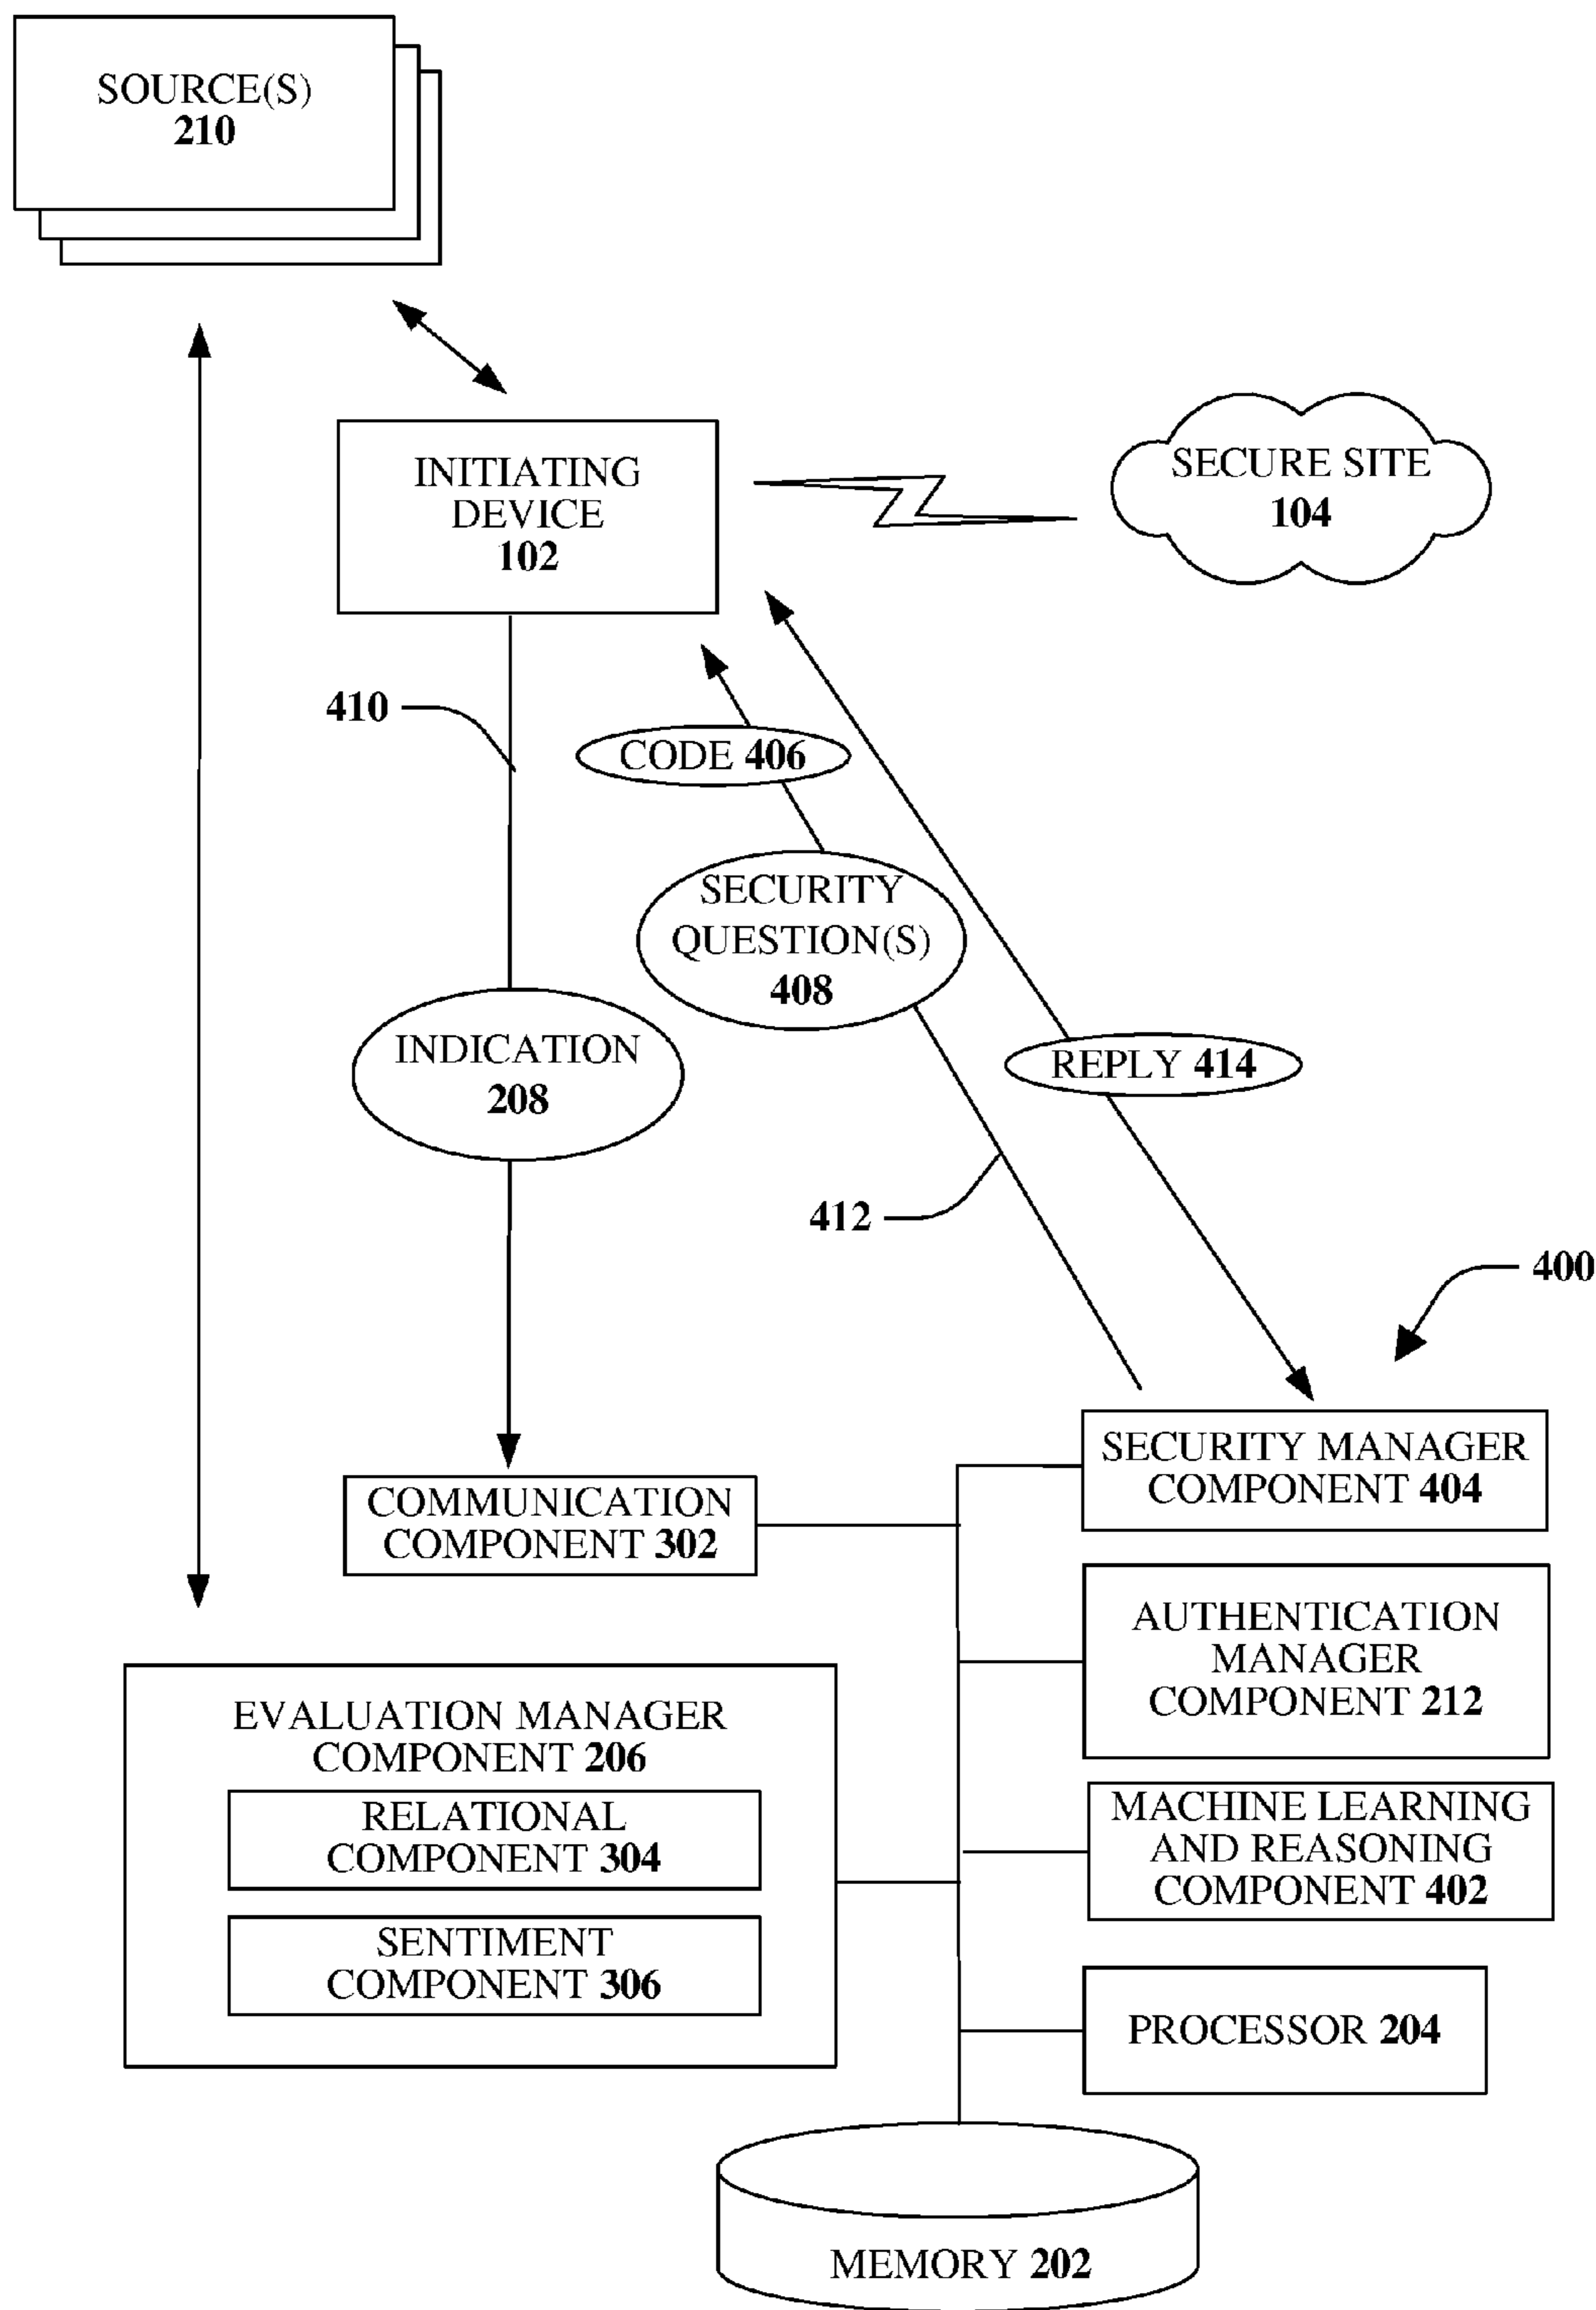 SOURCE(S)
210
INITIATING
DEVICE
102
SECURE SITE
104
410
CODE 406
SECURITY
QUESTION(S)
408
INDICATION
208
REPLY 414
412
400
SECURITY MANAGER
COMPONENT 404
COMMUNICATION
COMPONENT 302
AUTHENTICATION
MANAGER
COMPONENT 212
EVALUATION MANAGER
COMPONENT 206
RELATIONAL
COMPONENT 304
SENTIMENT
COMPONENT 306
MACHINE LEARNING
AND REASONING
COMPONENT 402
PROCESSOR 204
MEMORY 202